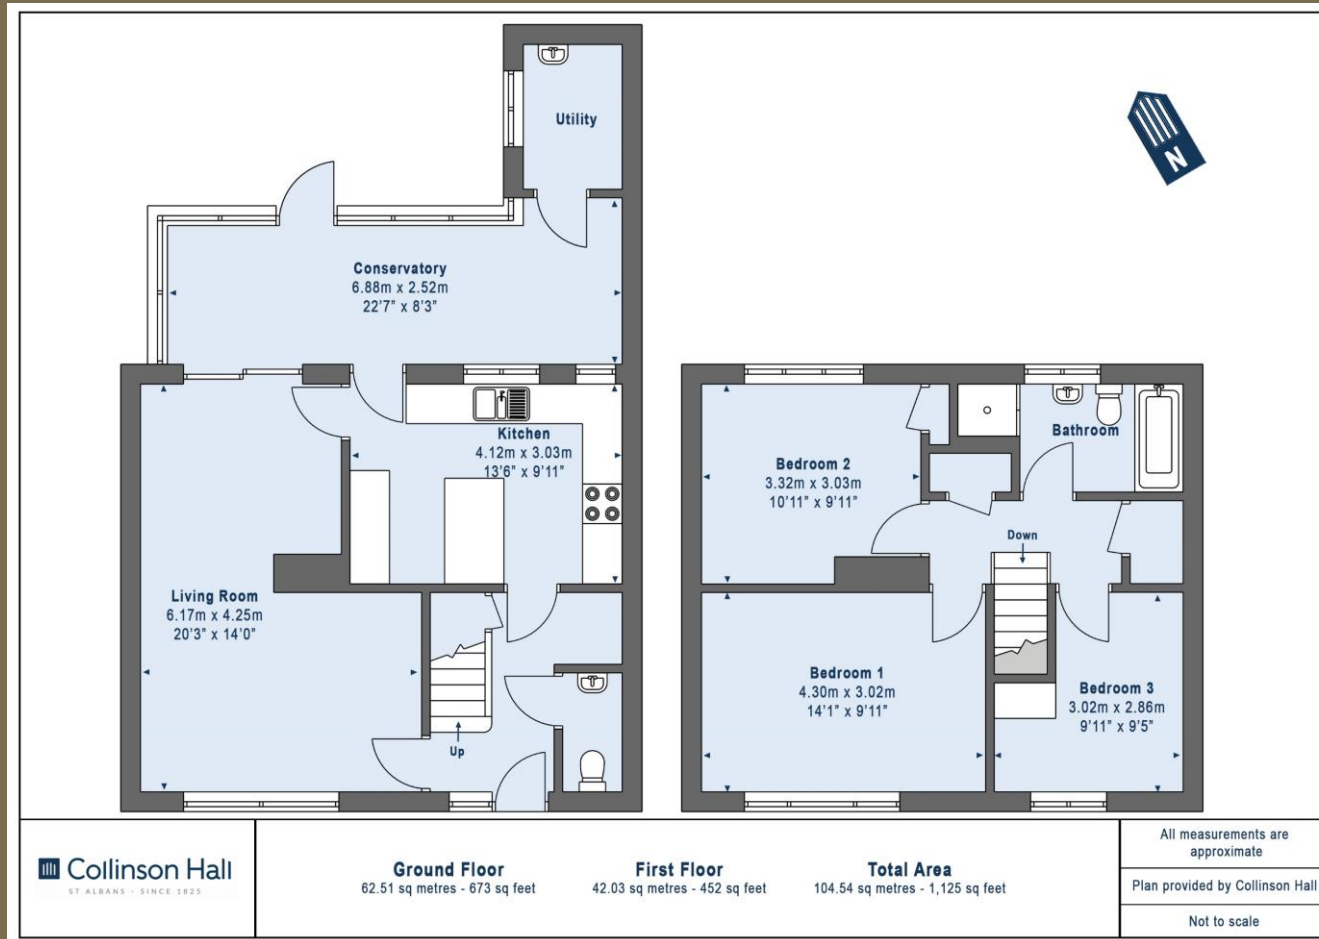 Utility
N
Conservatory
6.88m x 2.52m
22'7" x 8'3"
Kitchen
4.12m x 3.03m
13'6" x 9'11"
Living Room
6.17m x 4.25m
20'3" x 14'0"
Up
Bedroom 2
3.32m x 3.03m
10'11" x 9'11"
Bathroom
Down
Bedroom 1
4.30m x 3.02m
14'1" x 9'11"
Bedroom 3
3.02m x 2.86m
9'11" x 9'5"
Collinson Hall
ST ALBANS - SINCE 1825
Ground Floor
62.51 sq metres - 673 sq feet
First Floor
42.03 sq metres - 452 sq feet
Total Area
104.54 sq metres - 1,125 sq feet
All measurements are
approximate
Plan provided by Collinson Hall
Not to scale